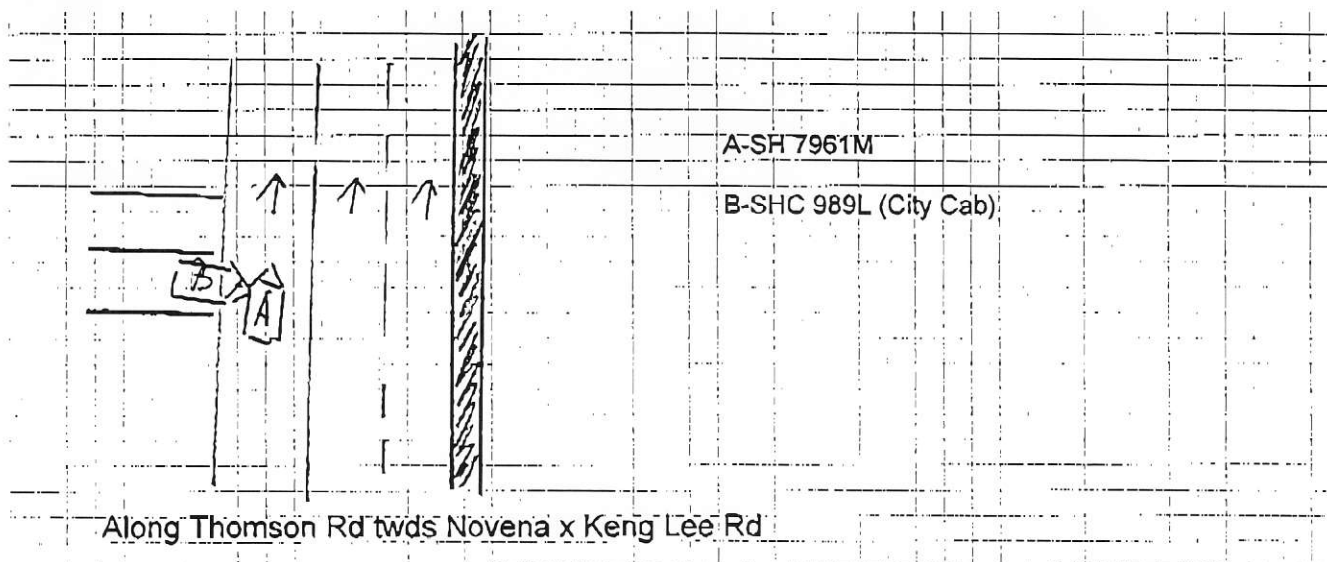 A-SH 7961M
B-SHC 989L (City Cab)
B
A
Along Thomson Rd twds Novena x Keng Lee Rd